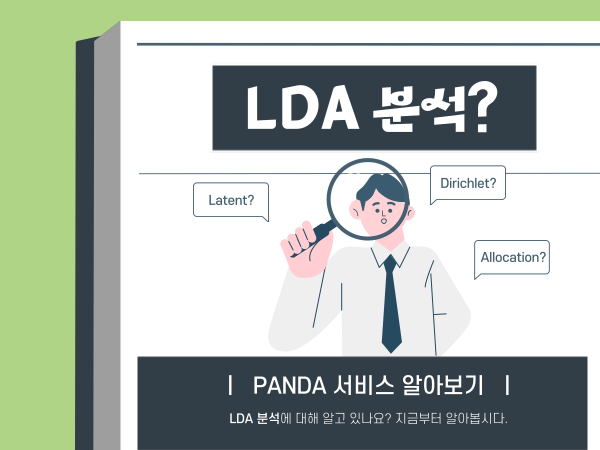 LDA 분석?
Latent?
Dirichlet?
Allocation?
| PANDA 서비스 알아보기 |
LDA 분석에 대해 알고 있나요? 지금부터 알아봅시다.